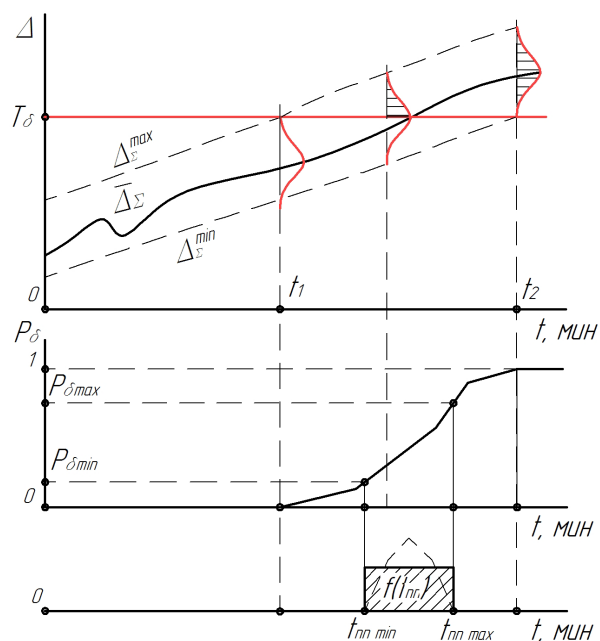 Δ
Tδ
Δ_Σ^max
Δ̅_Σ
Δ_Σ^min
0
t₁
t₂
t, мин
Pδ
1
Pδmax
Pδmin
0
t, мин
f(tпп)
0
tпп min
tпп max
t, мин